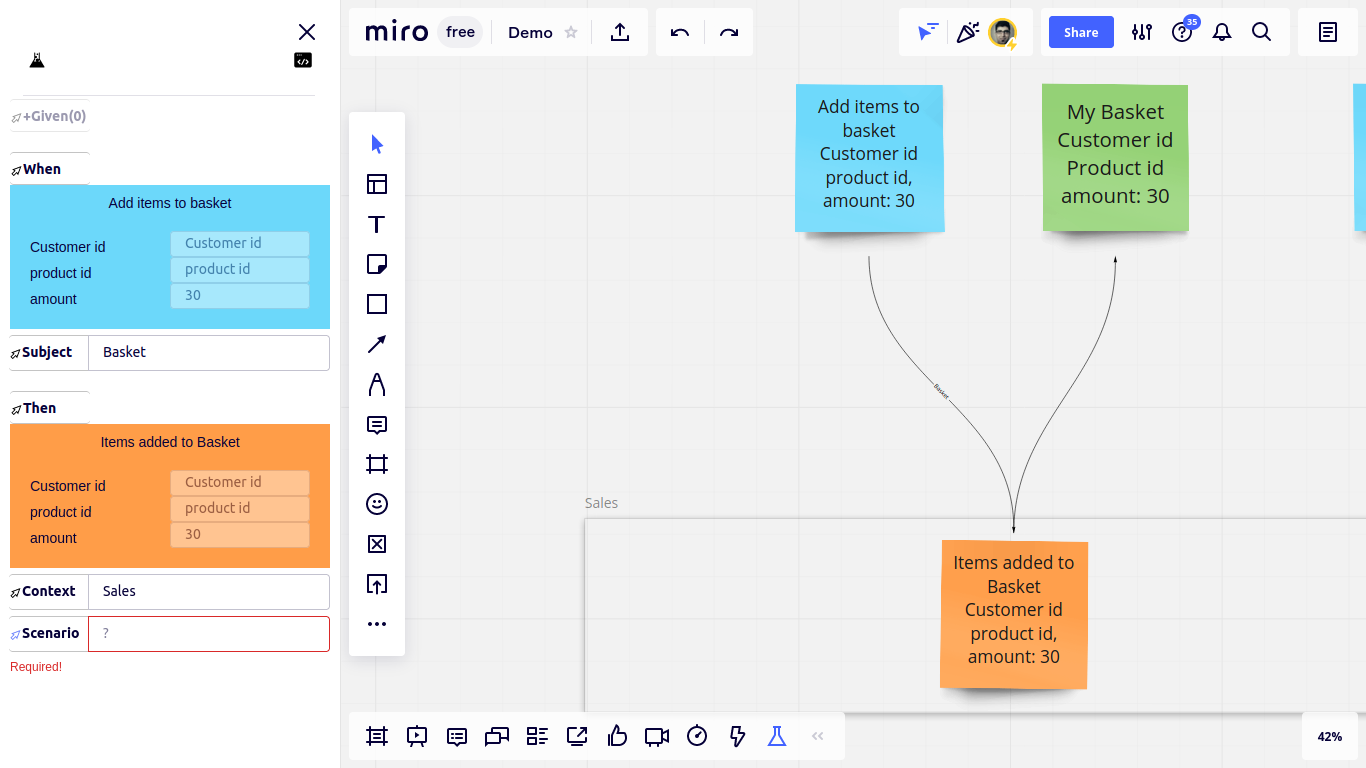 miro free Demo
35
Share
+Given(0)
When
Add items to basket
Customer id Customer id
product id product id
amount 30
Subject Basket
Then
Items added to Basket
Customer id Customer id
product id product id
amount 30
Context Sales
Scenario ?
Required!
Add items to
basket
Customer id
product id,
amount: 30
My Basket
Customer id
Product id
amount: 30
Basket
Sales
Items added to
Basket
Customer id
product id,
amount: 30
42%